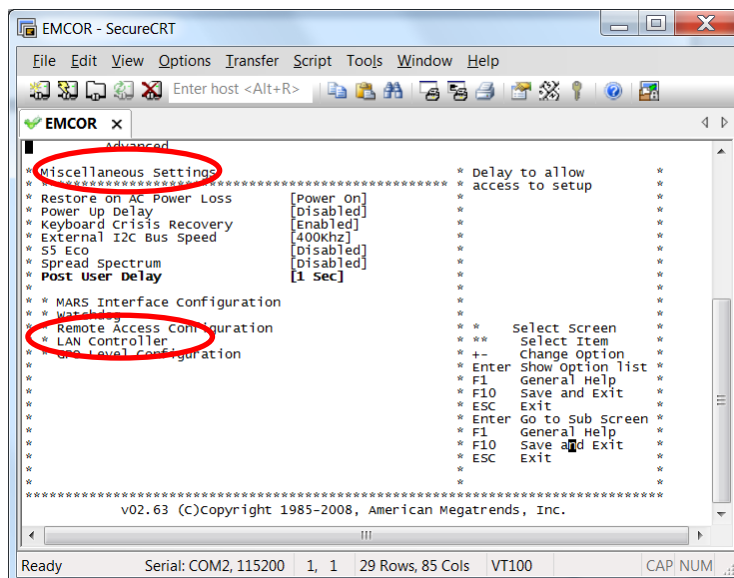 EMCOR - SecureCRT
File Edit View Options Transfer Script Tools Window Help
Enter host <Alt+R>
EMCOR ×
Advanced
* Miscellaneous Settings * Delay to allow *
* **************************************************** * access to setup *
* Restore on AC Power Loss [Power On] * *
* Power Up Delay [Disabled] * *
* Keyboard Crisis Recovery [Enabled] * *
* External I2C Bus Speed [400Khz] * *
* S5 Eco [Disabled] * *
* Spread Spectrum [Disabled] * *
* Post User Delay [1 Sec] * *
* * *
* * MARS Interface Configuration * *
* * Watchdog * *
* * Remote Access Configuration * * Select Screen *
* * LAN Controller * ** Select Item *
* * GPO Level Configuration * +- Change Option *
* * Enter Show Option list *
* * F1 General Help *
* * F10 Save and Exit *
* * ESC Exit *
* * Enter Go to Sub Screen *
* * F1 General Help *
* * F10 Save and Exit *
* * ESC Exit *
* * *
* * *
*********************************************************************************
v02.63 (C)Copyright 1985-2008, American Megatrends, Inc.
Ready Serial: COM2, 115200 1, 1 29 Rows, 85 Cols VT100 CAP NUM